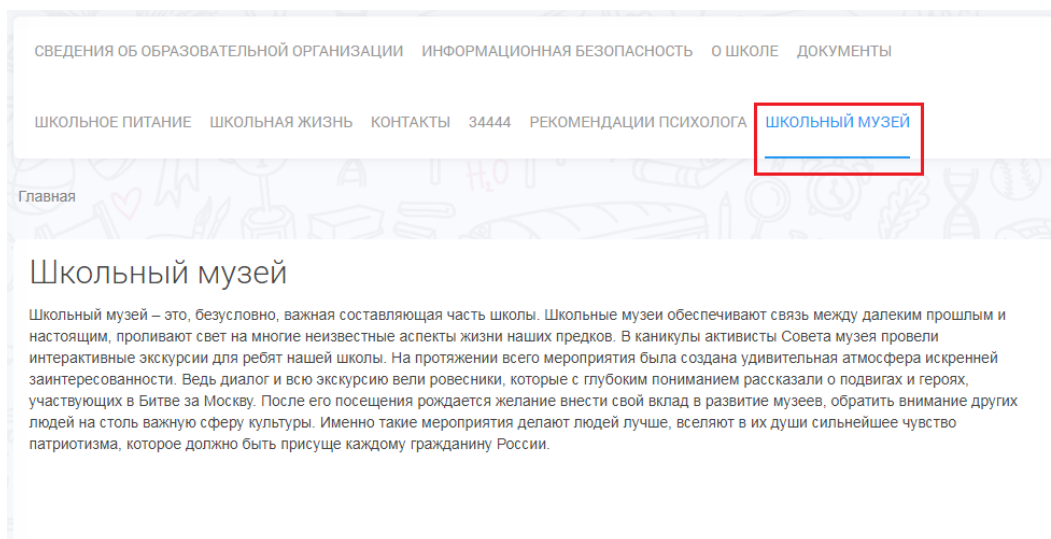 СВЕДЕНИЯ ОБ ОБРАЗОВАТЕЛЬНОЙ ОРГАНИЗАЦИИ ИНФОРМАЦИОННАЯ БЕЗОПАСНОСТЬ О ШКОЛЕ ДОКУМЕНТЫ
ШКОЛЬНОЕ ПИТАНИЕ ШКОЛЬНАЯ ЖИЗНЬ КОНТАКТЫ 34444 РЕКОМЕНДАЦИИ ПСИХОЛОГА ШКОЛЬНЫЙ МУЗЕЙ
H₂O
Главная
Школьный музей
Школьный музей – это, безусловно, важная составляющая часть школы. Школьные музеи обеспечивают связь между далеким прошлым и
настоящим, проливают свет на многие неизвестные аспекты жизни наших предков. В каникулы активисты Совета музея провели
интерактивные экскурсии для ребят нашей школы. На протяжении всего мероприятия была создана удивительная атмосфера искренней
заинтересованности. Ведь диалог и всю экскурсию вели ровесники, которые с глубоким пониманием рассказали о подвигах и героях,
участвующих в Битве за Москву. После его посещения рождается желание внести свой вклад в развитие музеев, обратить внимание других
людей на столь важную сферу культуры. Именно такие мероприятия делают людей лучше, вселяют в их души сильнейшее чувство
патриотизма, которое должно быть присуще каждому гражданину России.